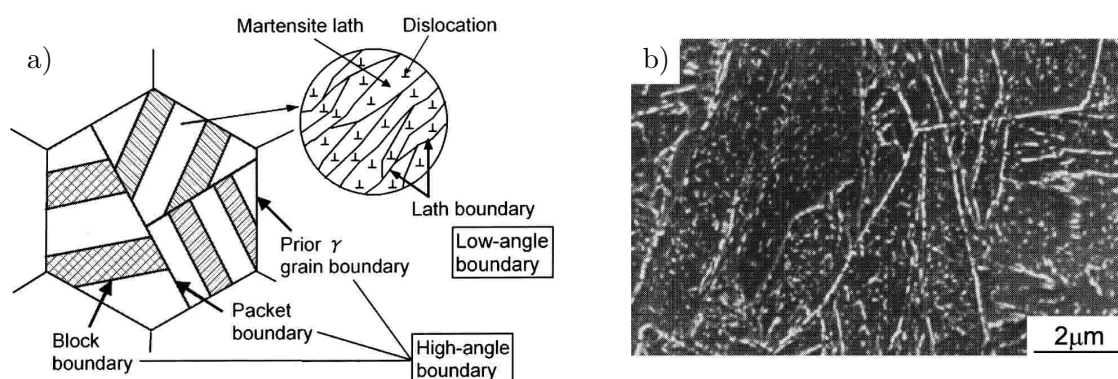 a)
Martensite lath
Dislocation
Lath boundary
Low-angle
boundary
Prior γ
grain boundary
Packet
boundary
Block
boundary
High-angle
boundary
b)
2μm